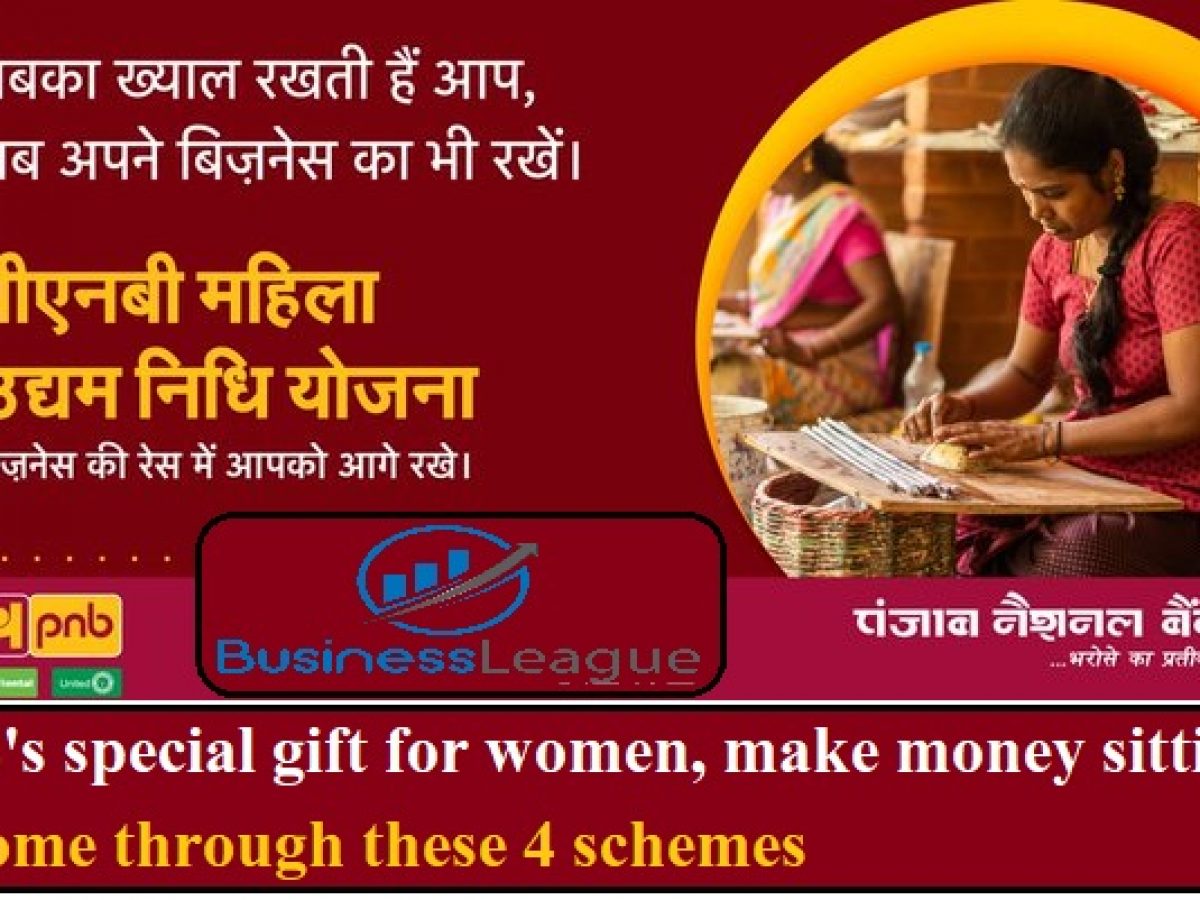 बका ख्याल रखती हैं आप,
ब अपने बिज़नेस का भी रखें।
ीएनबी महिला
उद्यम निधि योजना
ज़नेस की रेस में आपको आगे रखे।
BusinessLeague
pnb
United
पंजाब नैशनल बैं
...भरोसे का प्रती
's special gift for women, make money sitti
ome through these 4 schemes